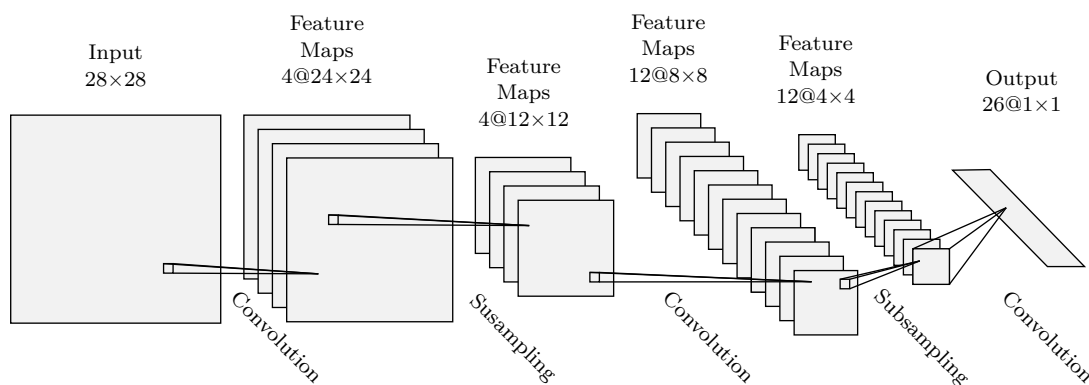 Input
28×28
Feature
Maps
4@24×24
Feature
Maps
4@12×12
Feature
Maps
12@8×8
Feature
Maps
12@4×4
Output
26@1×1
Convolution
Susampling
Convolution
Subsampling
Convolution